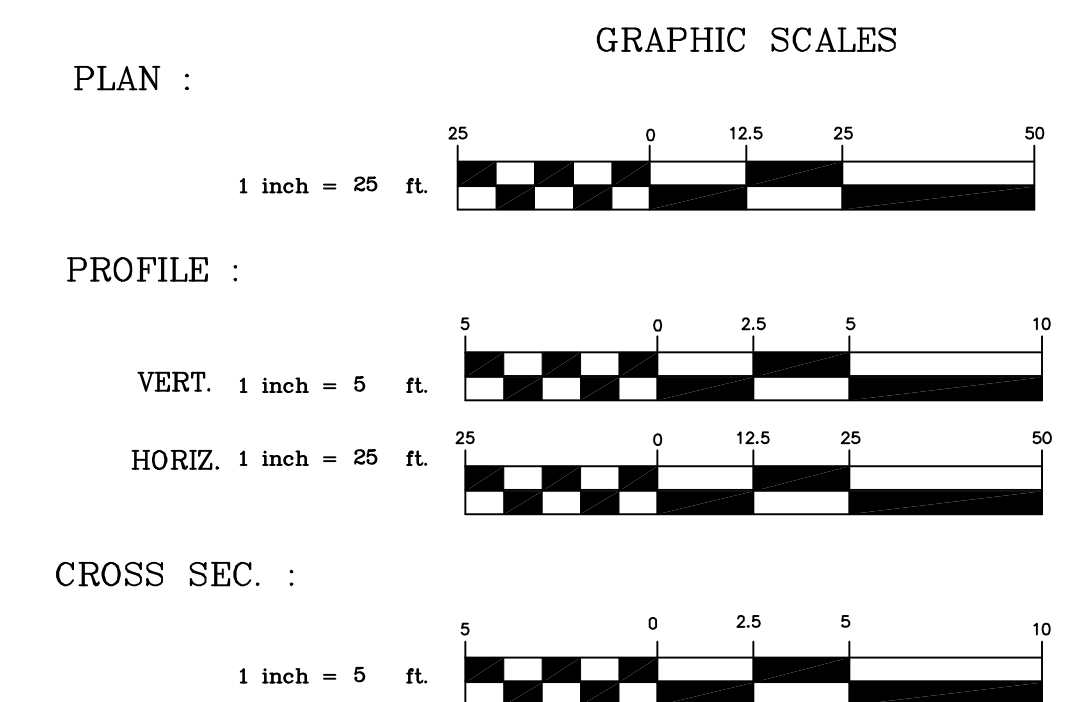 GRAPHIC SCALES
PLAN :
25 0 12.5 25 50
1 inch = 25 ft.
PROFILE :
5 0 2.5 5 10
VERT. 1 inch = 5 ft.
25 0 12.5 25 50
HORIZ. 1 inch = 25 ft.
CROSS SEC. :
5 0 2.5 5 10
1 inch = 5 ft.